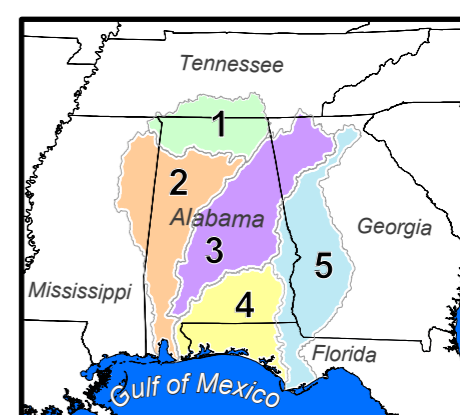 Tennessee
1
2
Alabama
Georgia
3
5
Mississippi
4
Florida
Gulf of Mexico